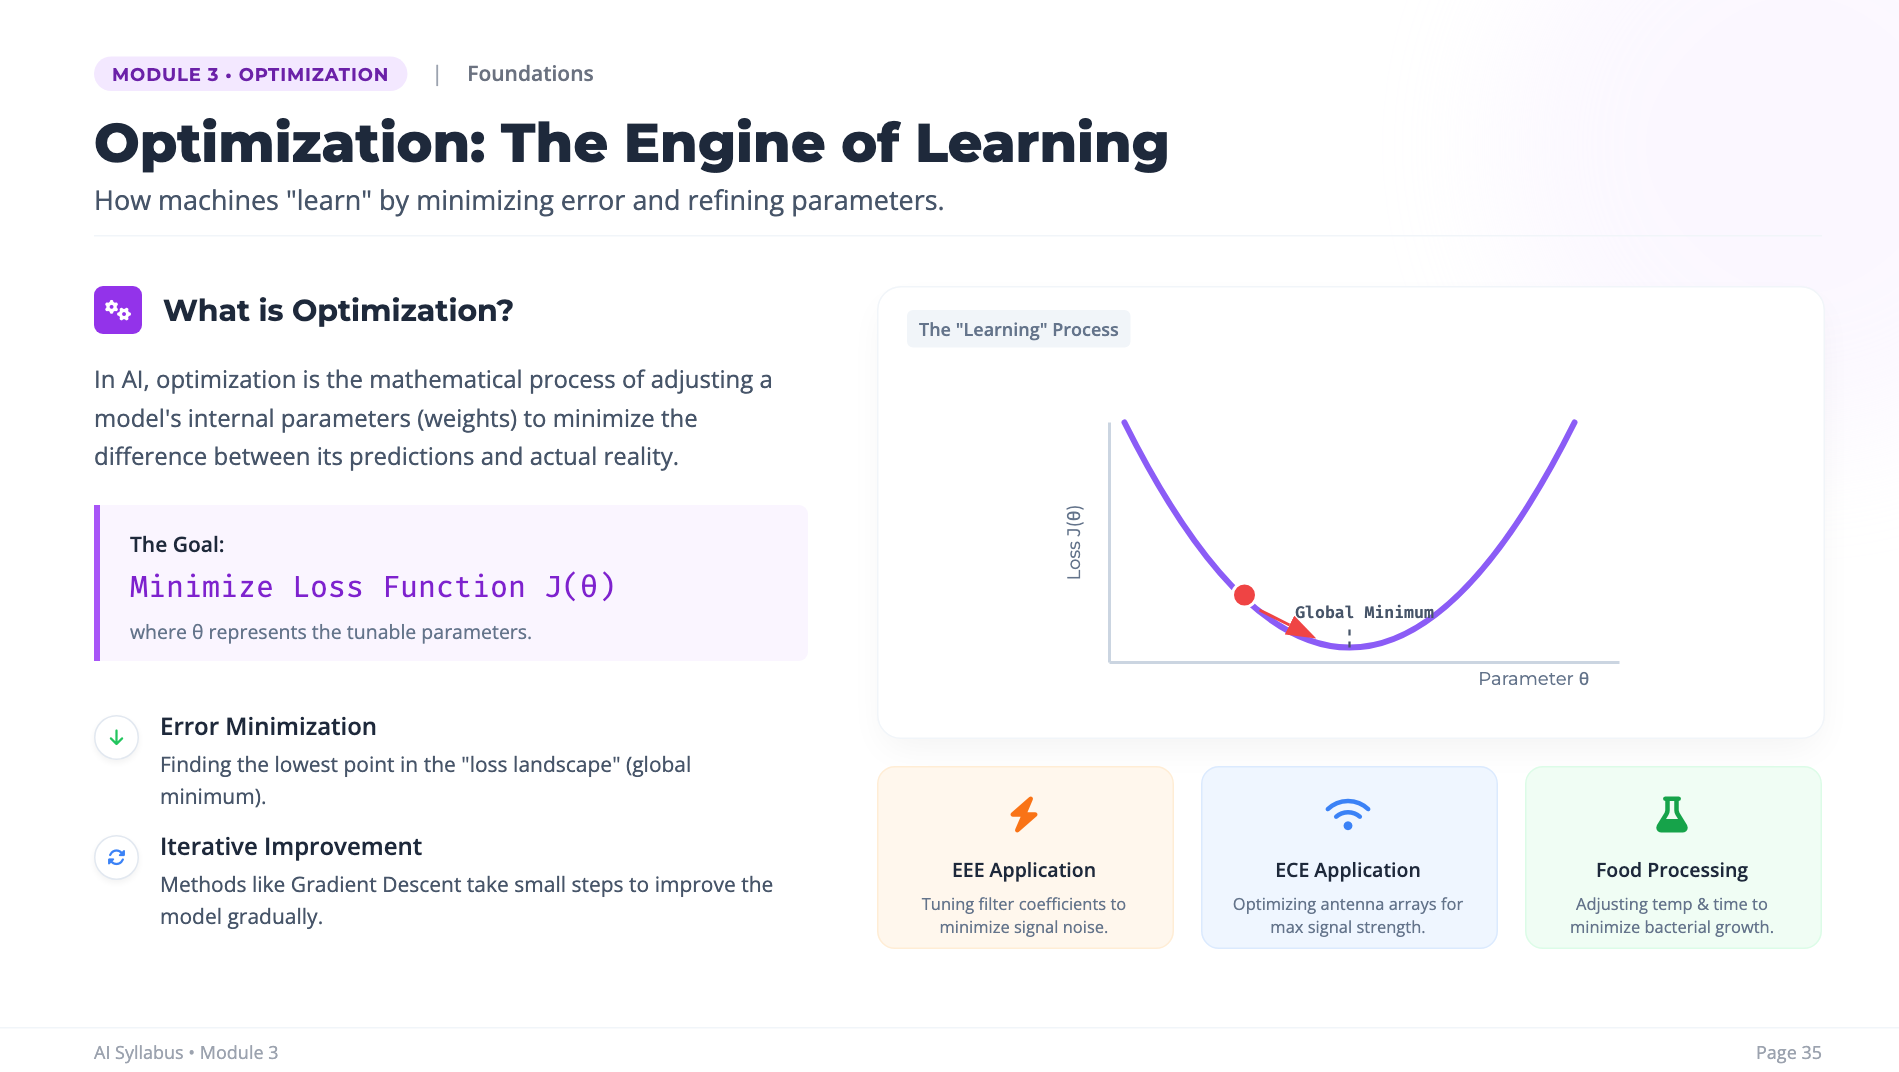 MODULE 3 • OPTIMIZATION | Foundations
Optimization: The Engine of Learning
How machines "learn" by minimizing error and refining parameters.
What is Optimization?
In AI, optimization is the mathematical process of adjusting a
model's internal parameters (weights) to minimize the
difference between its predictions and actual reality.
The Goal:
Minimize Loss Function J(θ)
where θ represents the tunable parameters.
Error Minimization
Finding the lowest point in the "loss landscape" (global
minimum).
Iterative Improvement
Methods like Gradient Descent take small steps to improve the
model gradually.
The "Learning" Process
Loss J(θ)
Global Minimum
Parameter θ
EEE Application
Tuning filter coefficients to
minimize signal noise.
ECE Application
Optimizing antenna arrays for
max signal strength.
Food Processing
Adjusting temp & time to
minimize bacterial growth.
AI Syllabus • Module 3
Page 35